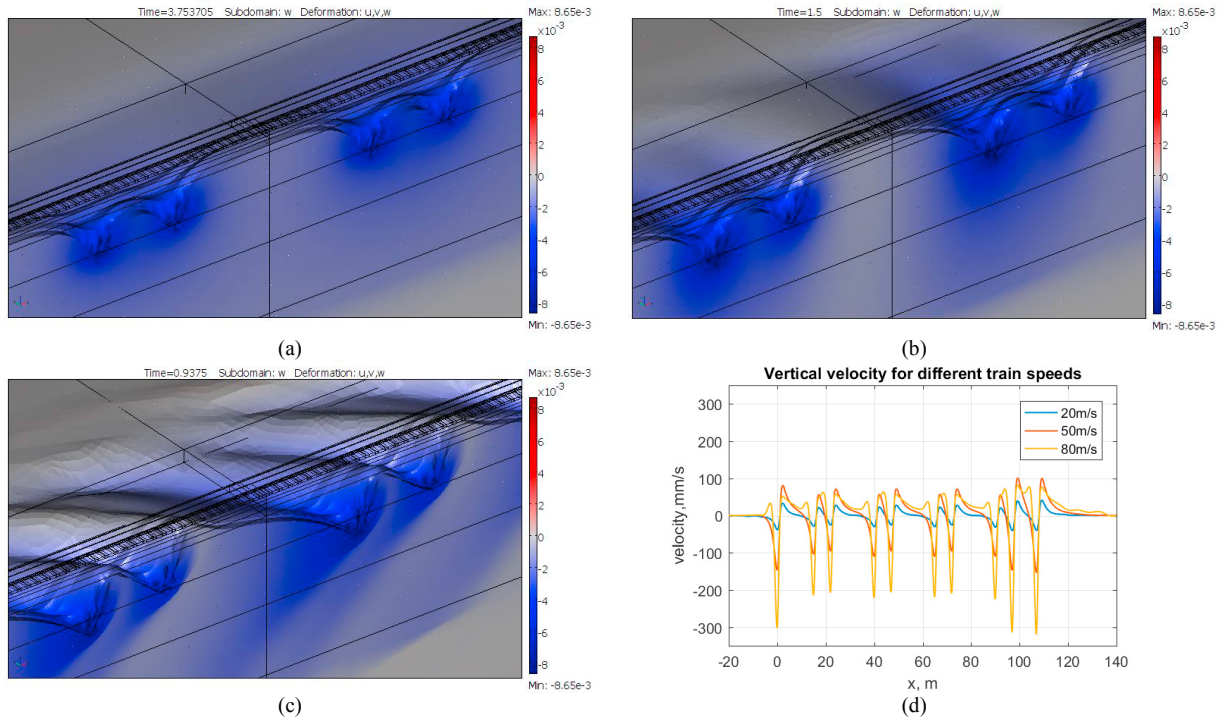 Time=3.753705   Subdomain: w   Deformation: u,v,w
Max: 8.65e-3
×10⁻³
8
6
4
2
0
-2
-4
-6
-8
Min: -8.65e-3
(a)
Time=1.5   Subdomain: w   Deformation: u,v,w
Max: 8.65e-3
×10⁻³
8
6
4
2
0
-2
-4
-6
-8
Min: -8.65e-3
(b)
Time=0.9375   Subdomain: w   Deformation: u,v,w
Max: 8.65e-3
×10⁻³
8
6
4
2
0
-2
-4
-6
-8
Min: -8.65e-3
(c)
Vertical velocity for different train speeds
300
200
100
0
-100
-200
-300
velocity,mm/s
20m/s
50m/s
80m/s
-20 0 20 40 60 80 100 120 140
x, m
(d)